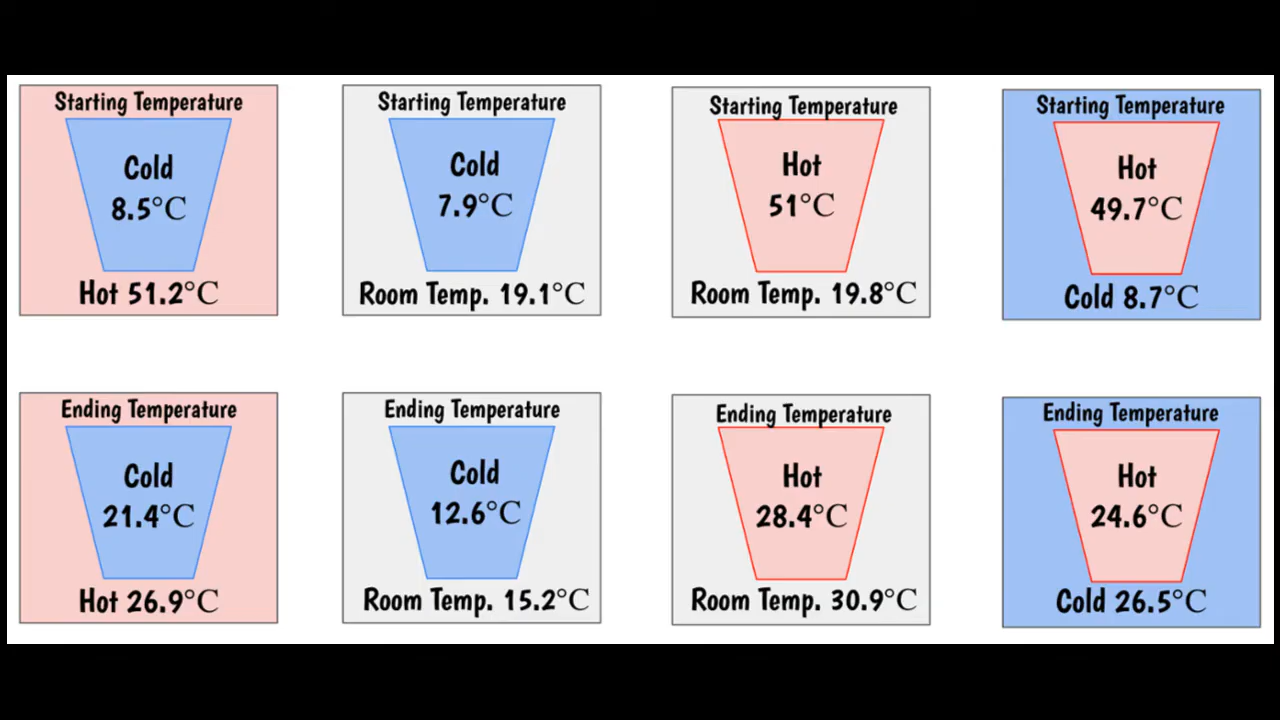 Starting Temperature
Cold
8.5°C
Hot 51.2°C
Starting Temperature
Cold
7.9°C
Room Temp. 19.1°C
Starting Temperature
Hot
51°C
Room Temp. 19.8°C
Starting Temperature
Hot
49.7°C
Cold 8.7°C
Ending Temperature
Cold
21.4°C
Hot 26.9°C
Ending Temperature
Cold
12.6°C
Room Temp. 15.2°C
Ending Temperature
Hot
28.4°C
Room Temp. 30.9°C
Ending Temperature
Hot
24.6°C
Cold 26.5°C